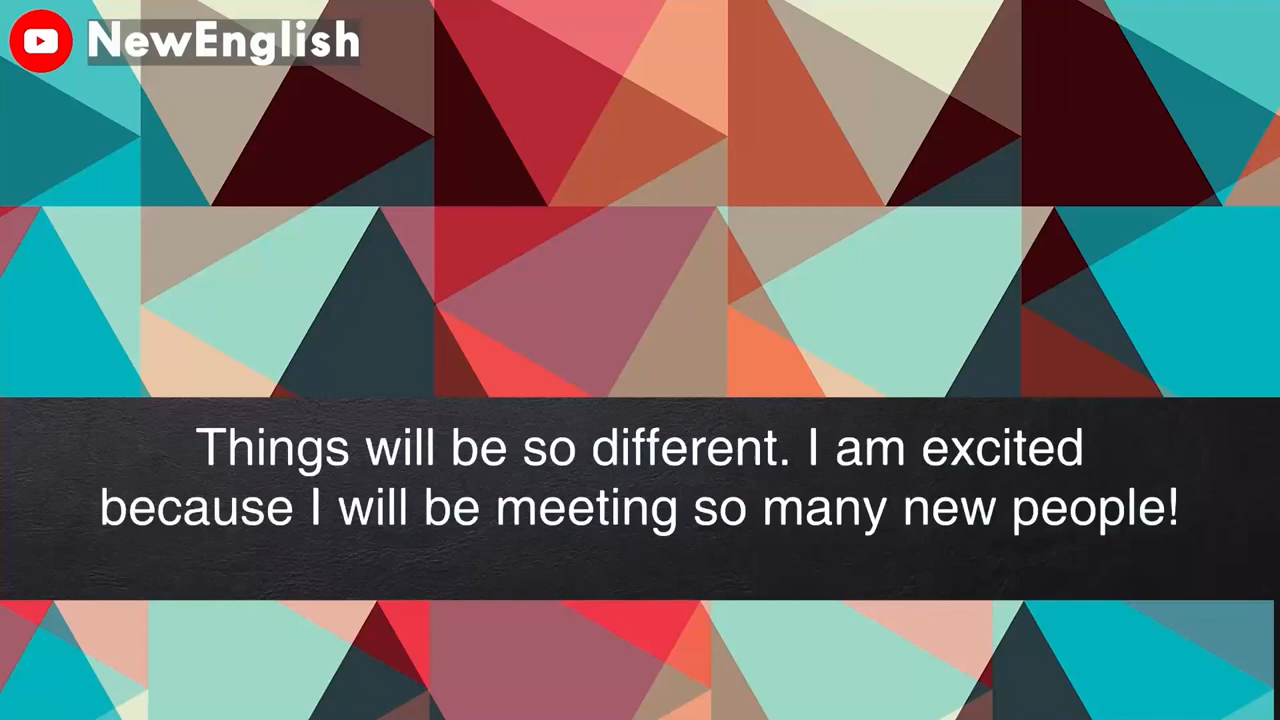 NewEnglish
Things will be so different. I am excited
because I will be meeting so many new people!